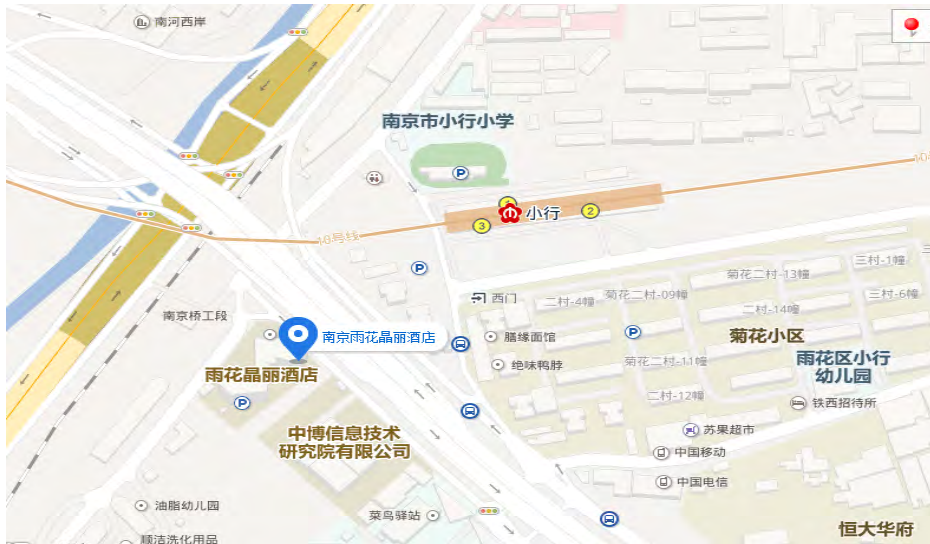 南河西岸
南京市小行小学
P
10号
小行
2
3
10号线
P
三村-1幢
菊花二村-13幢
西门
二村-4幢
菊花二村-09幢
三村-6幢
二村-14幢
南京桥工段
南京雨花晶丽酒店
膳缘面馆
P
菊花小区
雨花区小行
幼儿园
绝味鸭脖
菊花二村-11幢
雨花晶丽酒店
二村-12幢
铁西招待所
P
中博信息技术
研究院有限公司
苏果超市
中国移动
中国电信
油脂幼儿园
菜鸟驿站
恒大华府
顺洁洗化用品